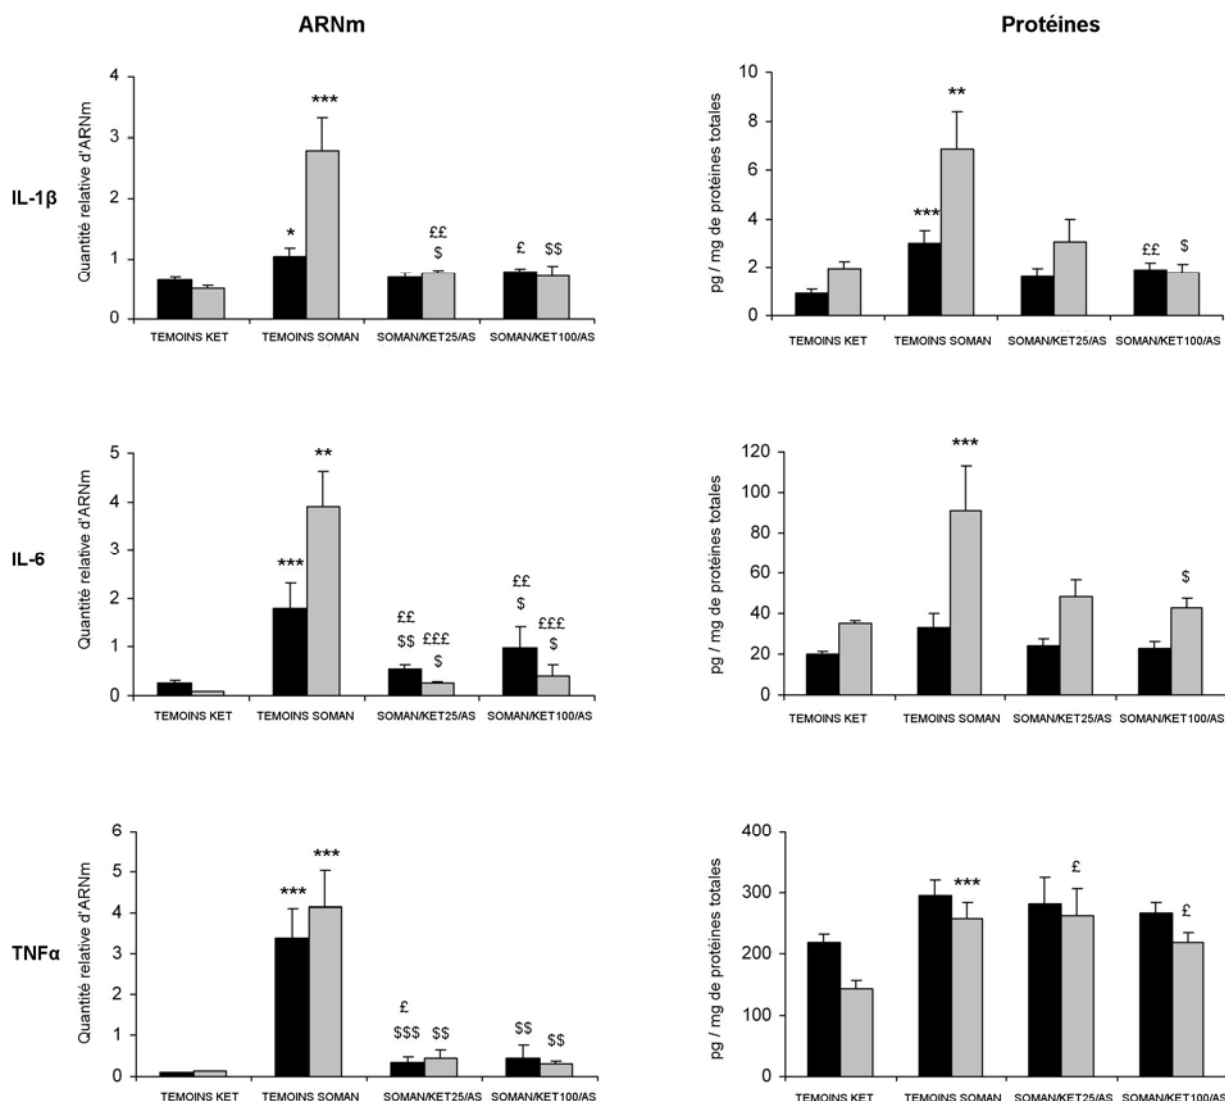 ARNm
Protéines
IL-1β
Quantité relative d'ARNm
4
3
2
1
0
***
*
££
$
£
$$
TEMOINS KET
TEMOINS SOMAN
SOMAN/KET25/AS
SOMAN/KET100/AS
pg / mg de protéines totales
10
8
6
4
2
0
**
***
££
$
TEMOINS KET
TEMOINS SOMAN
SOMAN/KET25/AS
SOMAN/KET100/AS
IL-6
Quantité relative d'ARNm
5
4
3
2
1
0
**
***
££
$$
£££
$
££
$
£££
$
TEMOINS KET
TEMOINS SOMAN
SOMAN/KET25/AS
SOMAN/KET100/AS
pg / mg de protéines totales
120
100
80
60
40
20
0
***
$
TEMOINS KET
TEMOINS SOMAN
SOMAN/KET25/AS
SOMAN/KET100/AS
TNFα
Quantité relative d'ARNm
6
5
4
3
2
1
0
***
***
£
$$$
$$
$$
$$
TEMOINS KET
TEMOINS SOMAN
SOMAN/KET25/AS
SOMAN/KET100/AS
pg / mg de protéines totales
400
300
200
100
0
***
£
£
TEMOINS KET
TEMOINS SOMAN
SOMAN/KET25/AS
SOMAN/KET100/AS